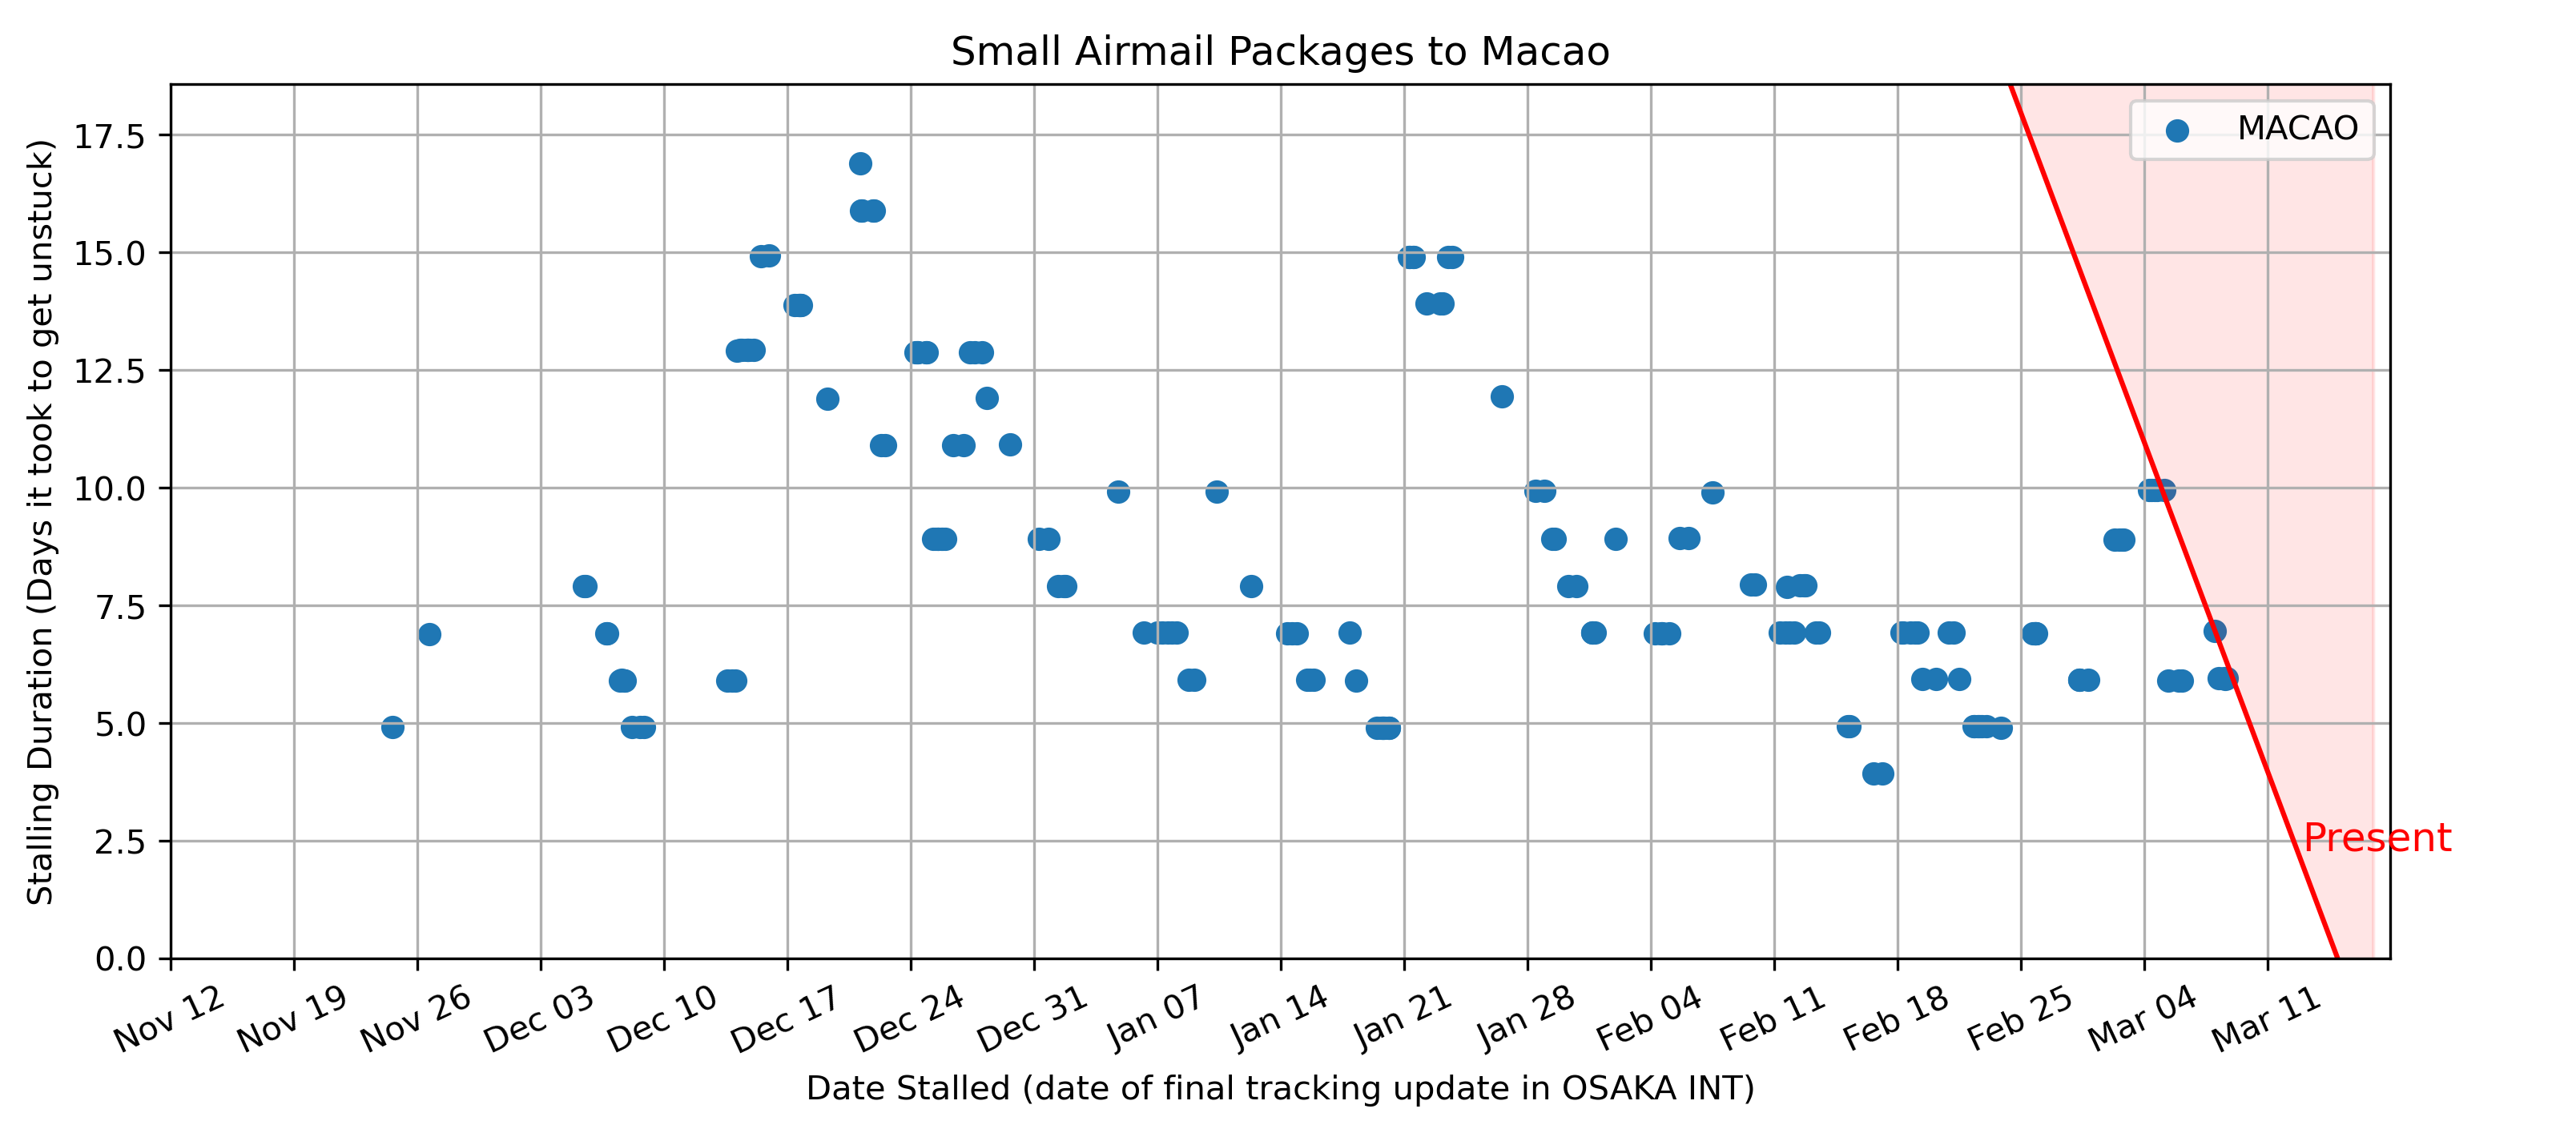 Small Airmail Packages to Macao
MACAO
Stalling Duration (Days it took to get unstuck)
17.5
15.0
12.5
10.0
7.5
5.0
2.5
0.0
Present
Nov 12
Nov 19
Nov 26
Dec 03
Dec 10
Dec 17
Dec 24
Dec 31
Jan 07
Jan 14
Jan 21
Jan 28
Feb 04
Feb 11
Feb 18
Feb 25
Mar 04
Mar 11
Date Stalled (date of final tracking update in OSAKA INT)